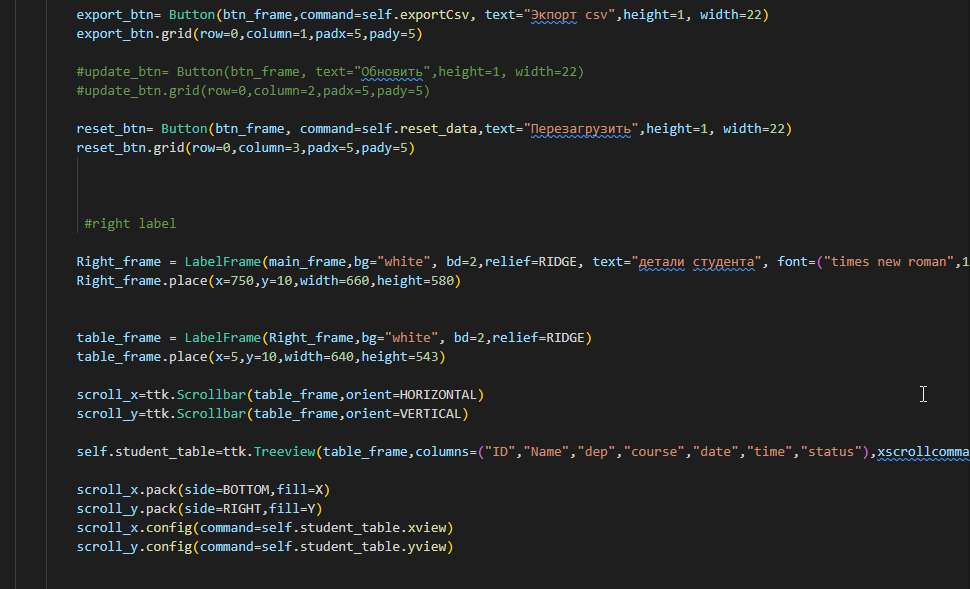 export_btn= Button(btn_frame,command=self.exportCsv, text="Экпорт csv",height=1, width=22)
export_btn.grid(row=0,column=1,padx=5,pady=5)
#update_btn= Button(btn_frame, text="Обновить",height=1, width=22)
#update_btn.grid(row=0,column=2,padx=5,pady=5)
reset_btn= Button(btn_frame, command=self.reset_data,text="Перезагрузить",height=1, width=22)
reset_btn.grid(row=0,column=3,padx=5,pady=5)
#right label
Right_frame = LabelFrame(main_frame,bg="white", bd=2,relief=RIDGE, text="детали студента", font=("times new roman",1
Right_frame.place(x=750,y=10,width=660,height=580)
table_frame = LabelFrame(Right_frame,bg="white", bd=2,relief=RIDGE)
table_frame.place(x=5,y=10,width=640,height=543)
scroll_x=ttk.Scrollbar(table_frame,orient=HORIZONTAL)
scroll_y=ttk.Scrollbar(table_frame,orient=VERTICAL)
self.student_table=ttk.Treeview(table_frame,columns=("ID","Name","dep","course","date","time","status"),xscrollcomma
scroll_x.pack(side=BOTTOM,fill=X)
scroll_y.pack(side=RIGHT,fill=Y)
scroll_x.config(command=self.student_table.xview)
scroll_y.config(command=self.student_table.yview)